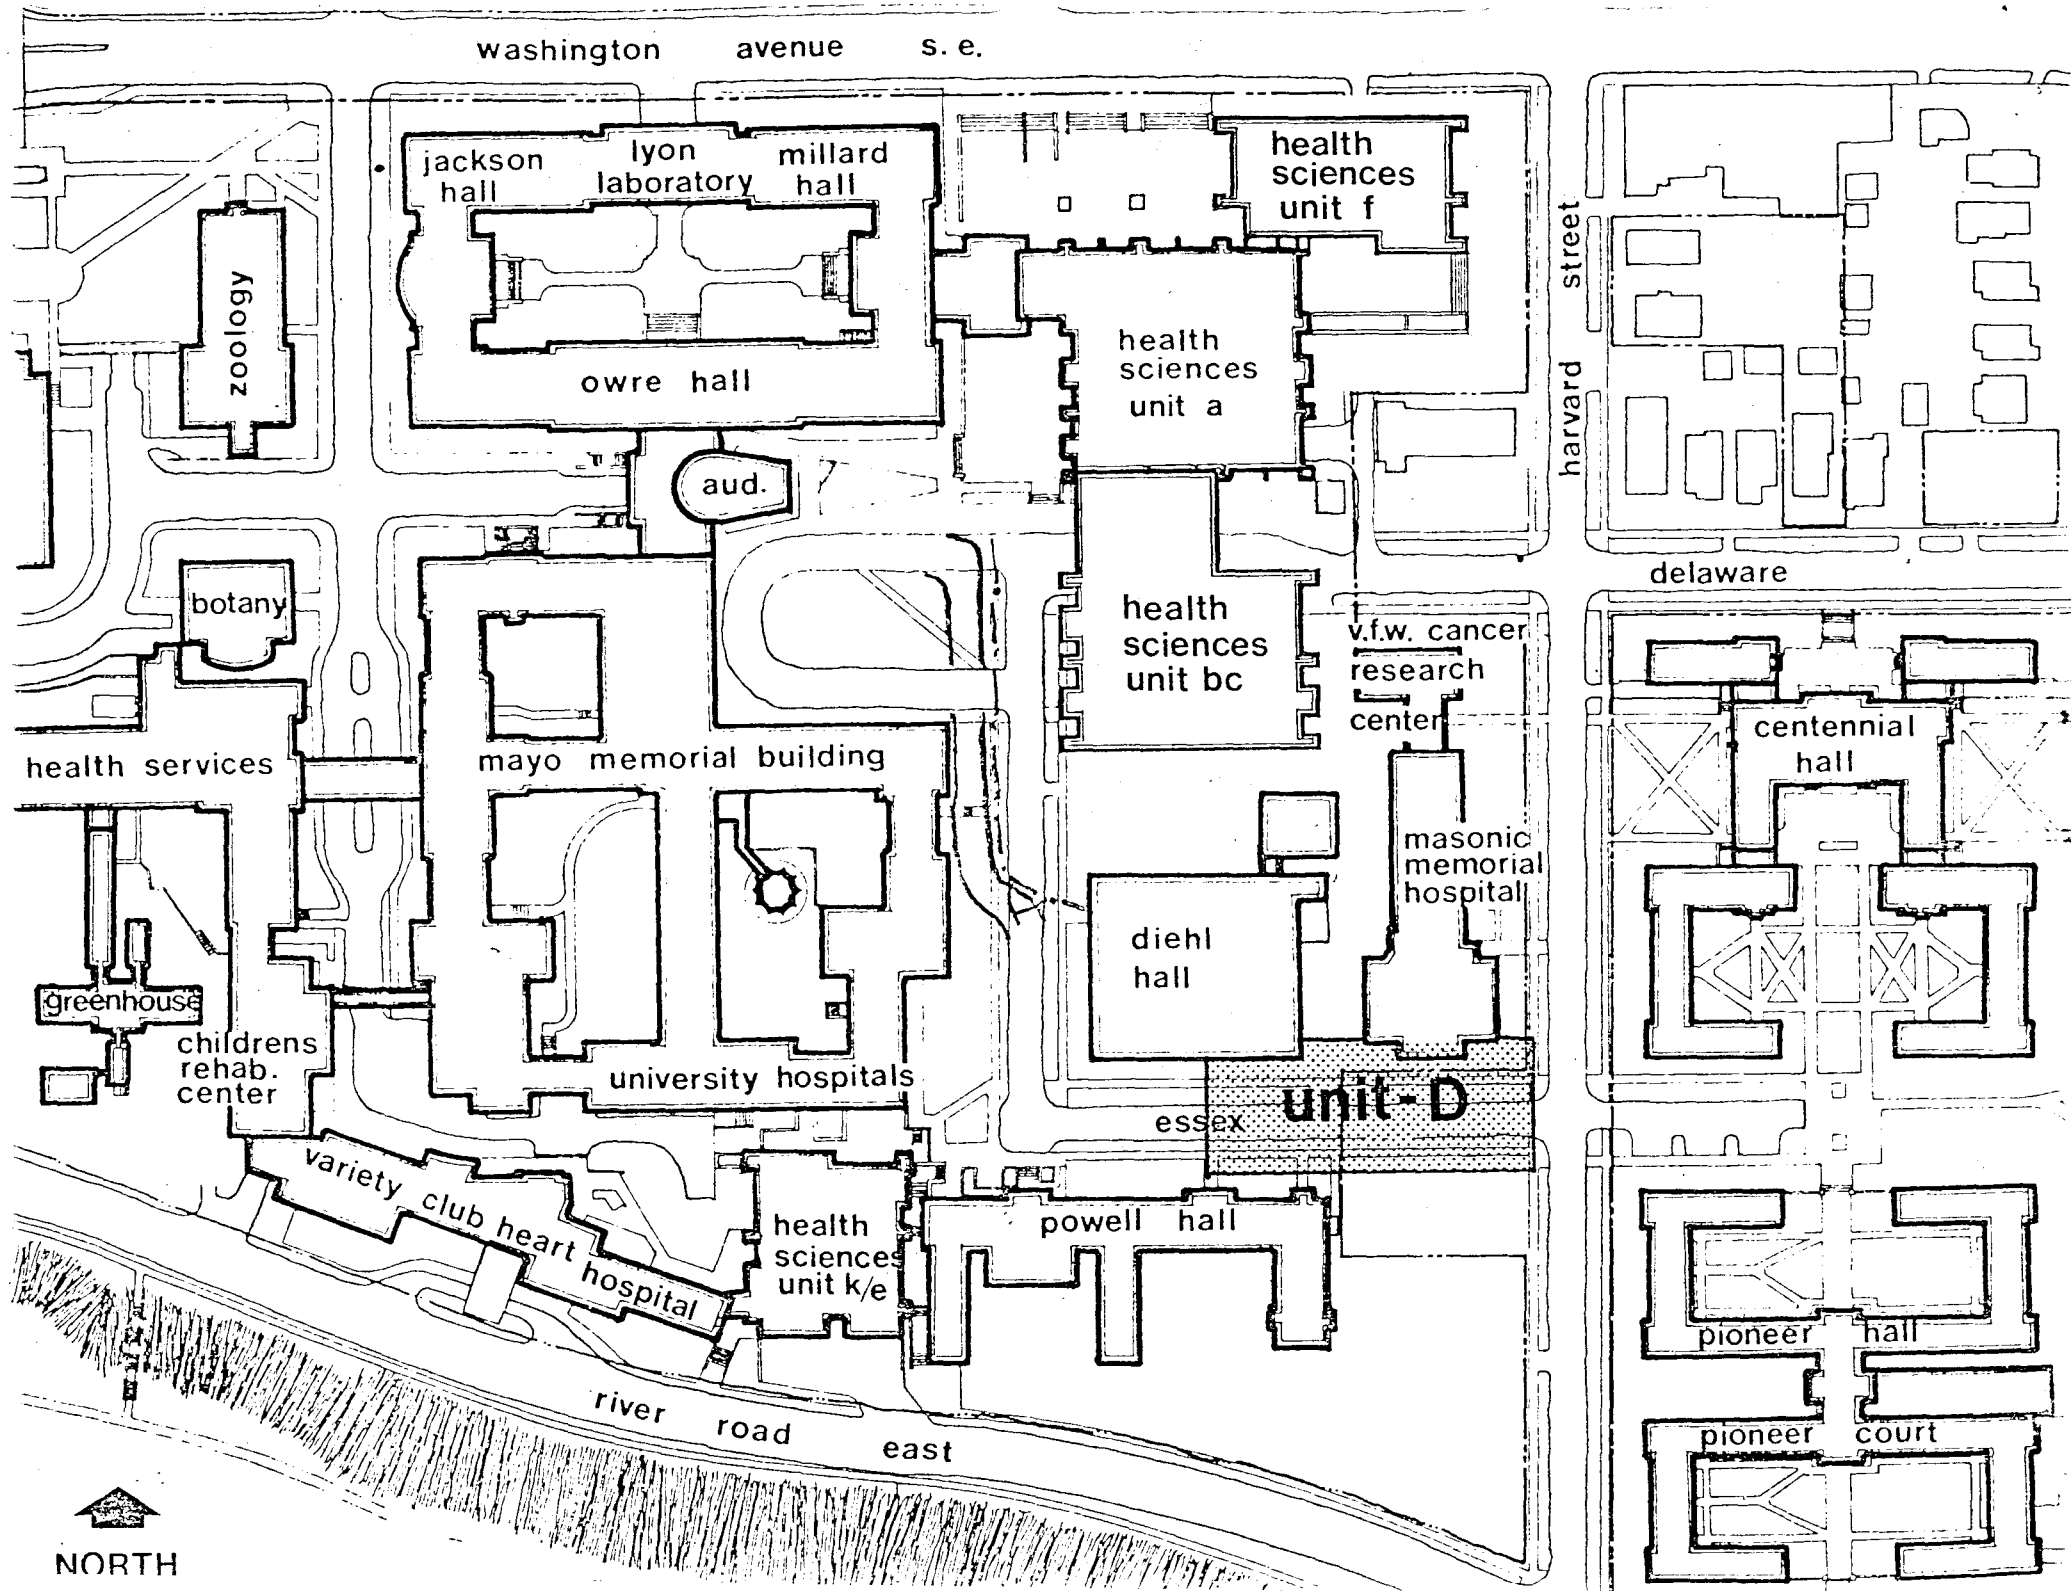 washington avenue s.e.
jackson
hall
lyon
laboratory
millard
hall
health
sciences
unit f
zoology
owre hall
health
sciences
unit a
harvard street
aud.
botany
delaware
health
sciences
unit bc
v.f.w. cancer
research
center
centennial
hall
health services
mayo memorial building
masonic
memorial
hospital
diehl
hall
greenhouse
childrens
rehab.
center
university hospitals
unit-D
essex
variety club heart hospital
health
sciences
unit k/e
powell hall
pioneer hall
pioneer court
river road east
NORTH